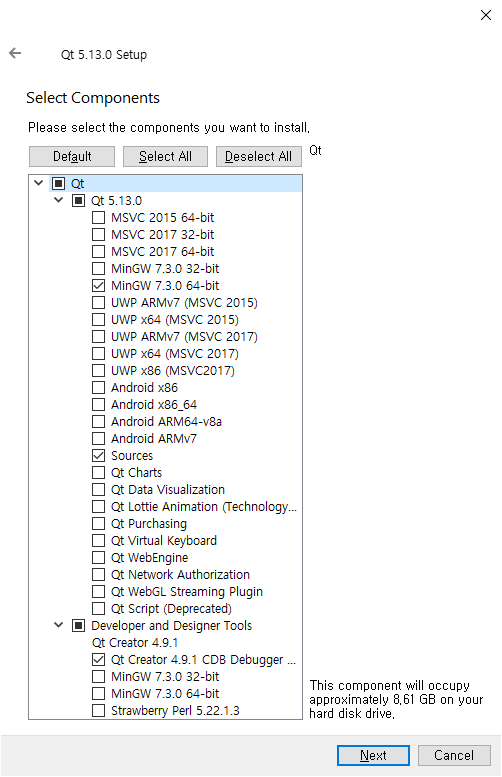 Qt 5.13.0 Setup
Select Components
Please select the components you want to install.
Default Select All Deselect All Qt
Qt
Qt 5.13.0
MSVC 2015 64-bit
MSVC 2017 32-bit
MSVC 2017 64-bit
MinGW 7.3.0 32-bit
MinGW 7.3.0 64-bit
UWP ARMv7 (MSVC 2015)
UWP x64 (MSVC 2015)
UWP ARMv7 (MSVC 2017)
UWP x64 (MSVC 2017)
UWP x86 (MSVC2017)
Android x86
Android x86_64
Android ARM64-v8a
Android ARMv7
Sources
Qt Charts
Qt Data Visualization
Qt Lottie Animation (Technology...
Qt Purchasing
Qt Virtual Keyboard
Qt WebEngine
Qt Network Authorization
Qt WebGL Streaming Plugin
Qt Script (Deprecated)
Developer and Designer Tools
Qt Creator 4.9.1
Qt Creator 4.9.1 CDB Debugger ...
MinGW 7.3.0 32-bit
MinGW 7.3.0 64-bit
Strawberry Perl 5.22.1.3
This component will occupy
approximately 8.61 GB on your
hard disk drive.
Next Cancel